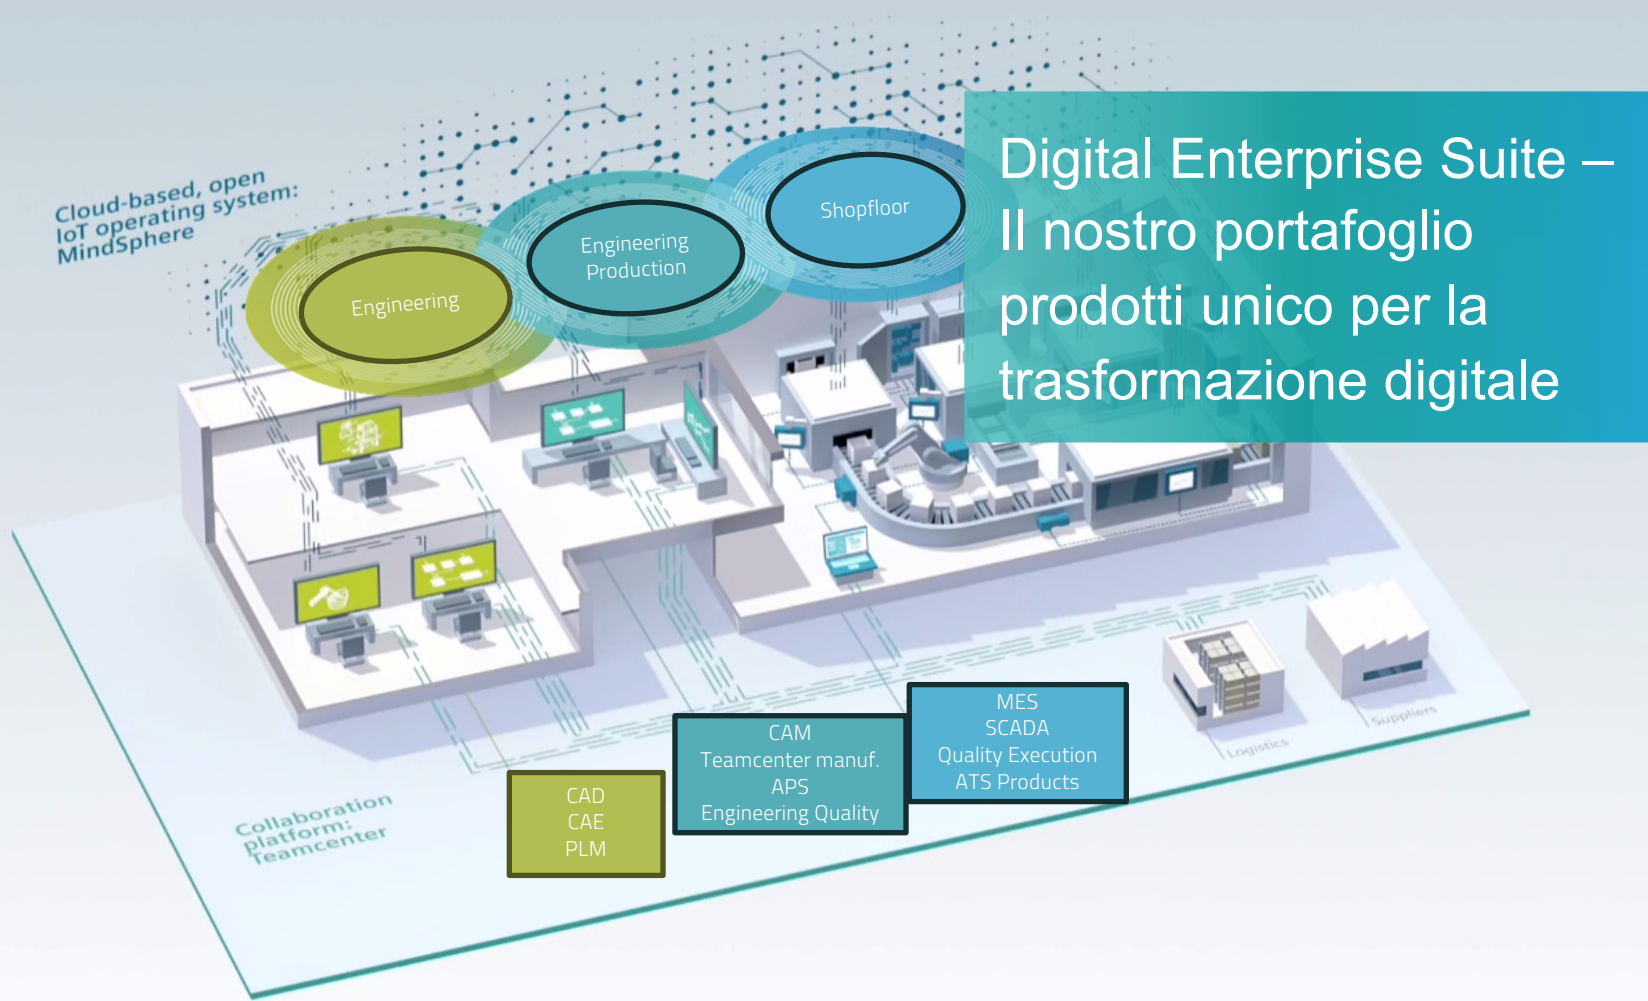 Digital Enterprise Suite –
Il nostro portafoglio
prodotti unico per la
trasformazione digitale
Cloud-based, open
IoT operating system:
MindSphere
Engineering
Engineering
Production
Shopfloor
CAD
CAE
PLM
CAM
Teamcenter manuf.
APS
Engineering Quality
MES
SCADA
Quality Execution
ATS Products
Logistics
Suppliers
Collaboration
platform:
Teamcenter